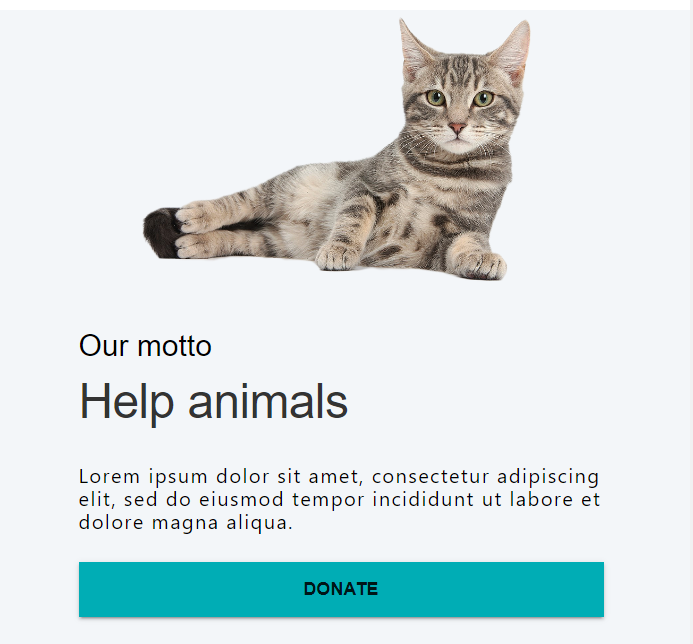 Our motto
Help animals
Lorem ipsum dolor sit amet, consectetur adipiscing
elit, sed do eiusmod tempor incididunt ut labore et
dolore magna aliqua.
DONATE